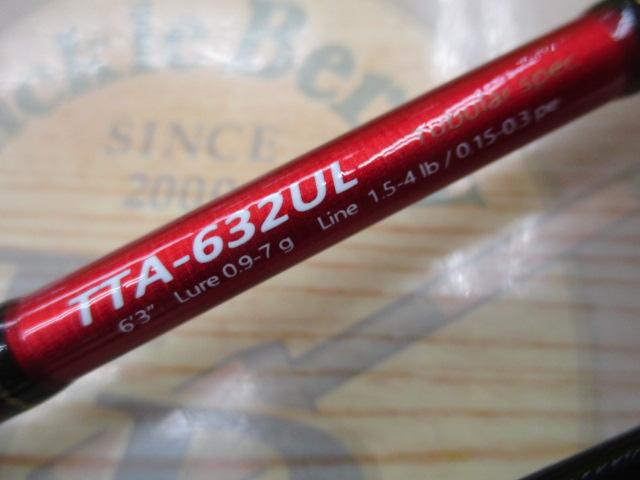 TTA-632UL tubular spec
6'3" Lure 0.9-7 g Line 1.5-4 lb / 0.15-0.3 pe
SINCE
2000